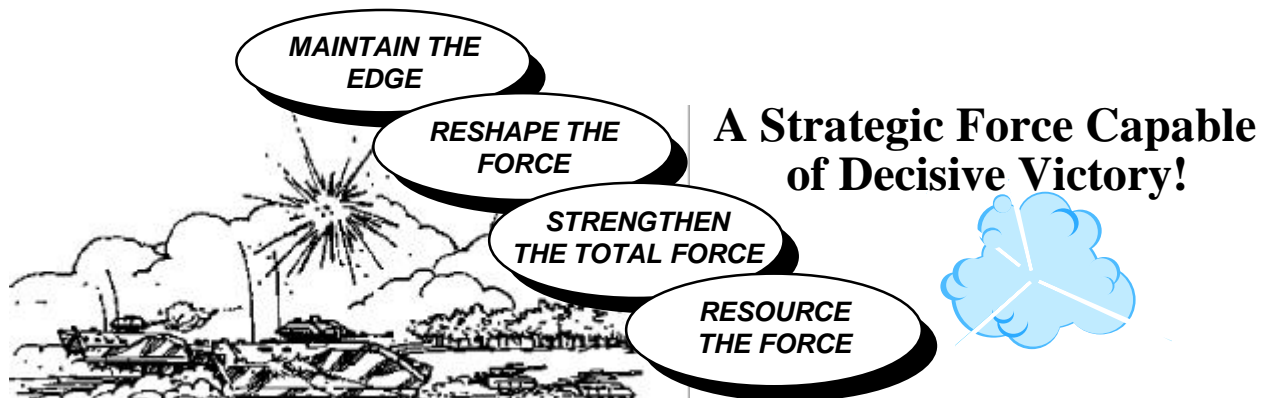 MAINTAIN THE
EDGE
RESHAPE THE
FORCE
A Strategic Force Capable
of Decisive Victory!
STRENGTHEN
THE TOTAL FORCE
RESOURCE
THE FORCE